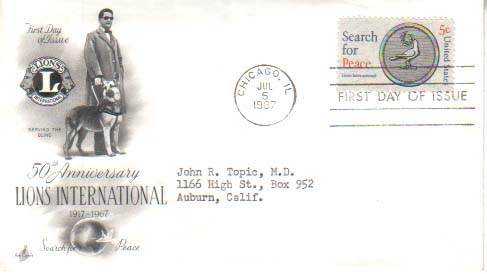 First Day
of Issue
LIONS
L
INTERNATIONAL
SERVING THE
BLIND
50th Anniversary
LIONS INTERNATIONAL
1917-1967
Search for Peace
CHICAGO, IL
JUL
5
1967
Search
for
Peace
Lions International
5c
United States
FIRST DAY OF ISSUE
John R. Topic, M.D.
1166 High St., Box 952
Auburn, Calif.